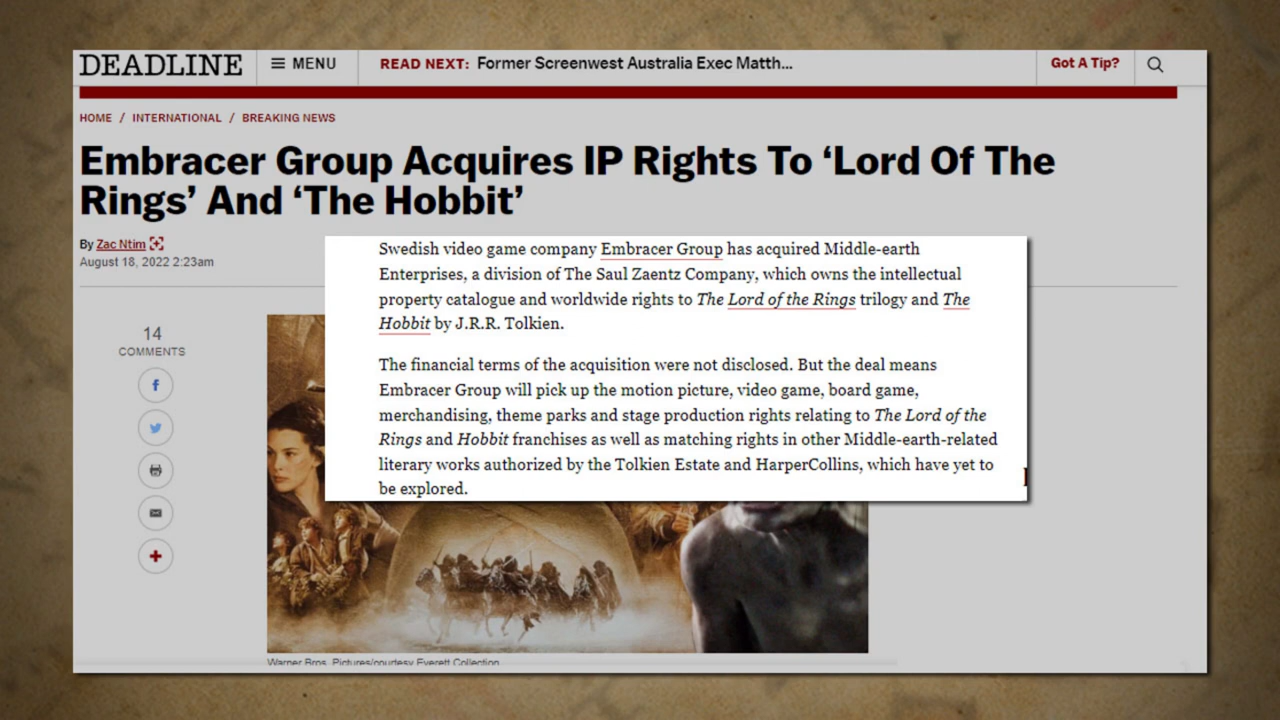 DEADLINE
MENU
READ NEXT: Former Screenwest Australia Exec Matth...
Got A Tip?
HOME / INTERNATIONAL / BREAKING NEWS
Embracer Group Acquires IP Rights To ‘Lord Of The
Rings’ And ‘The Hobbit’
By Zac Ntim
August 18, 2022 2:23am
14
COMMENTS
Swedish video game company Embracer Group has acquired Middle-earth
Enterprises, a division of The Saul Zaentz Company, which owns the intellectual
property catalogue and worldwide rights to The Lord of the Rings trilogy and The
Hobbit by J.R.R. Tolkien.
The financial terms of the acquisition were not disclosed. But the deal means
Embracer Group will pick up the motion picture, video game, board game,
merchandising, theme parks and stage production rights relating to The Lord of the
Rings and Hobbit franchises as well as matching rights in other Middle-earth-related
literary works authorized by the Tolkien Estate and HarperCollins, which have yet to
be explored.
Warner Bros. Pictures/courtesy Everett Collection